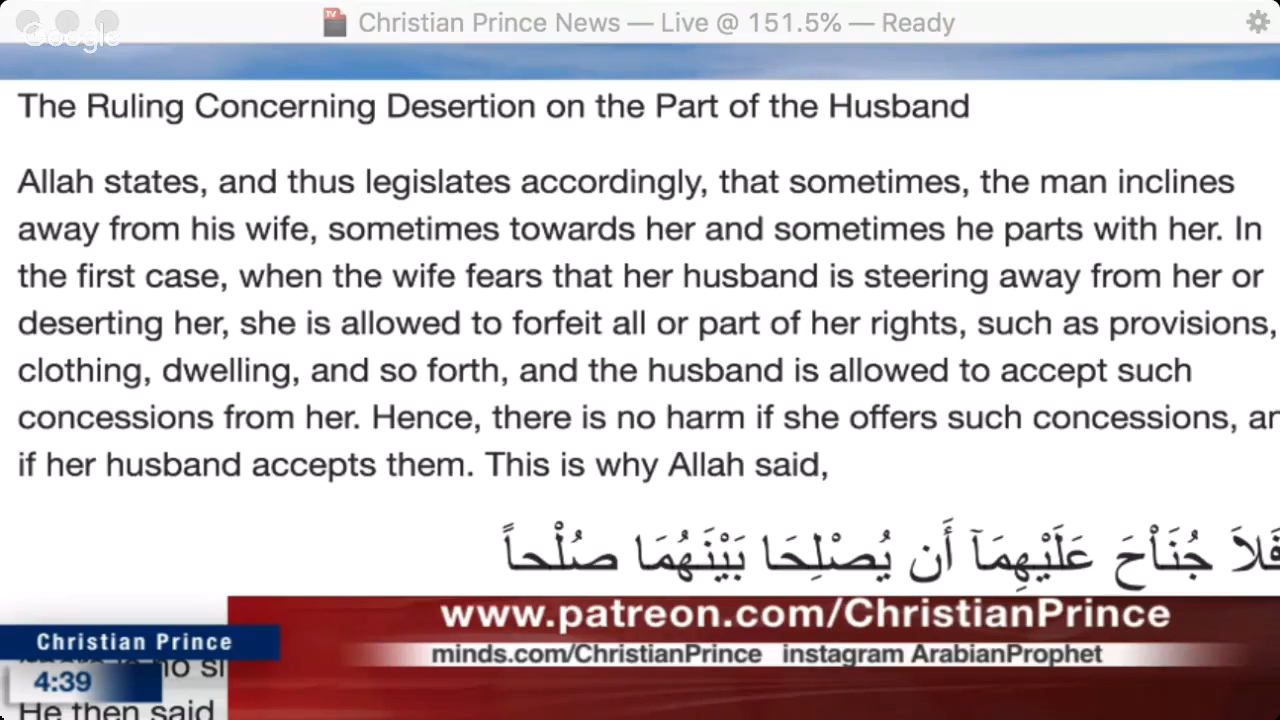 Christian Prince News — Live @ 151.5% — Ready
Google
The Ruling Concerning Desertion on the Part of the Husband
Allah states, and thus legislates accordingly, that sometimes, the man inclines
away from his wife, sometimes towards her and sometimes he parts with her. In
the first case, when the wife fears that her husband is steering away from her or
deserting her, she is allowed to forfeit all or part of her rights, such as provisions,
clothing, dwelling, and so forth, and the husband is allowed to accept such
concessions from her. Hence, there is no harm if she offers such concessions,
if her husband accepts them. This is why Allah said,
فَلاَ جُنَاْحَ عَلَيْهِمَآ أَن يُصْلِحَا بَيْنَهُمَا صُلْحاً
www.patreon.com/ChristianPrince
Christian Prince
minds.com/ChristianPrince instagram ArabianProphet
4:39
He then said